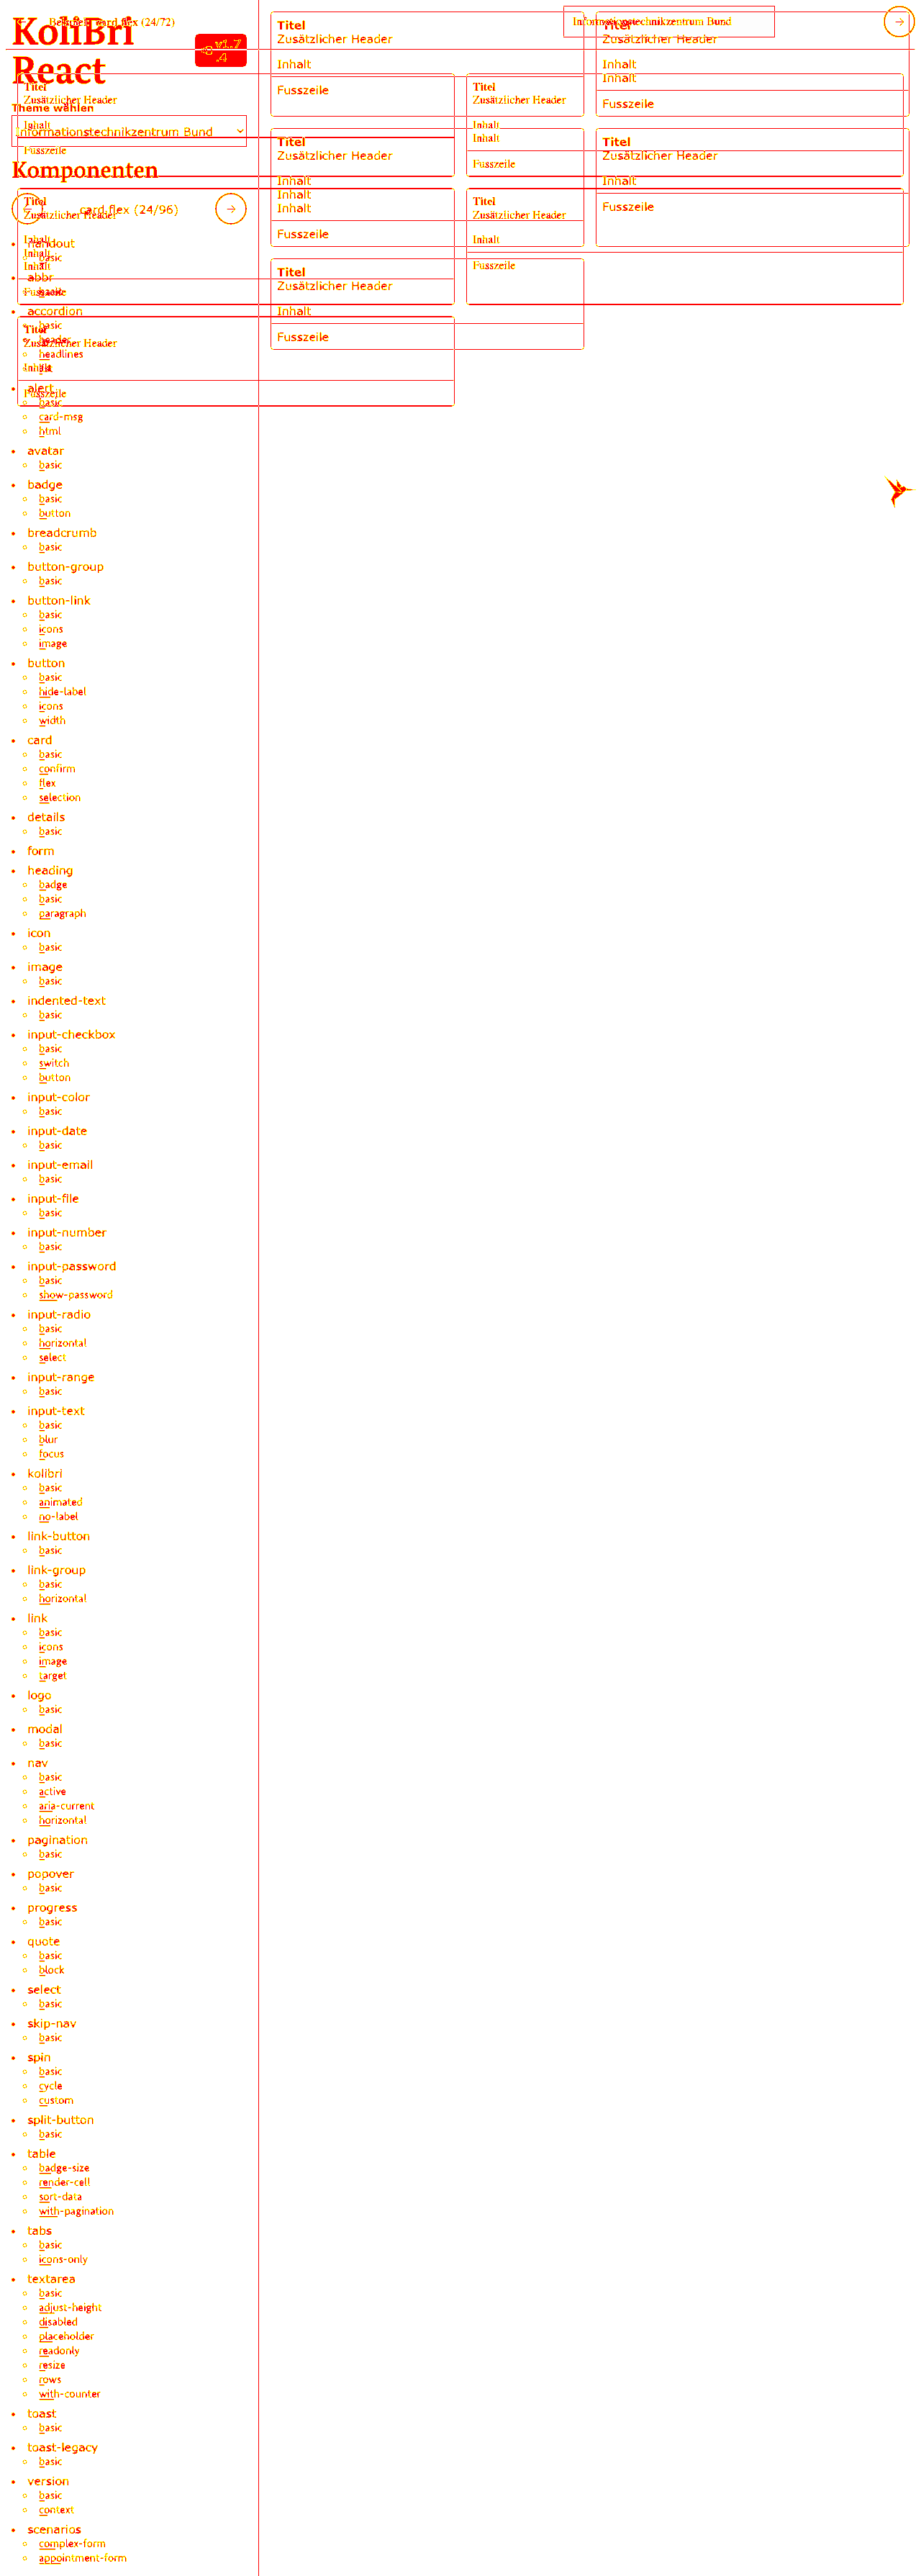 KoliBri
React
v1.7
.4
Beispiel: card flex (24/72)
Informationstechnikzentrum Bund
Theme wählen
Informationstechnikzentrum Bund
Komponenten
card flex (24/96)
Titel
Zusätzlicher Header
Inhalt
Fusszeile
Titel
Zusätzlicher Header
Inhalt
Inhalt
Fusszeile
Titel
Zusätzlicher Header
Inhalt
Inhalt
Inhalt
Fusszeile
Titel
Zusätzlicher Header
Inhalt
Fusszeile
Titel
Zusätzlicher Header
Inhalt
Fusszeile
Titel
Zusätzlicher Header
Inhalt
Fusszeile
Titel
Zusätzlicher Header
Inhalt
Inhalt
Fusszeile
Titel
Zusätzlicher Header
Inhalt
Inhalt
Inhalt
Fusszeile
Titel
Zusätzlicher Header
Inhalt
Fusszeile
Titel
Zusätzlicher Header
Inhalt
Fusszeile
handout
basic
abbr
basic
accordion
basic
header
headlines
list
alert
basic
card-msg
html
avatar
basic
badge
basic
button
breadcrumb
basic
button-group
basic
button-link
basic
icons
image
button
basic
hide-label
icons
width
card
basic
confirm
flex
selection
details
basic
form
heading
badge
basic
paragraph
icon
basic
image
basic
indented-text
basic
input-checkbox
basic
switch
button
input-color
basic
input-date
basic
input-email
basic
input-file
basic
input-number
basic
input-password
basic
show-password
input-radio
basic
horizontal
select
input-range
basic
input-text
basic
blur
focus
kolibri
basic
animated
no-label
link-button
basic
link-group
basic
horizontal
link
basic
icons
image
target
logo
basic
modal
basic
nav
basic
active
aria-current
horizontal
pagination
basic
popover
basic
progress
basic
quote
basic
block
select
basic
skip-nav
basic
spin
basic
cycle
custom
split-button
basic
table
badge-size
render-cell
sort-data
with-pagination
tabs
basic
icons-only
textarea
basic
adjust-height
disabled
placeholder
readonly
resize
rows
with-counter
toast
basic
toast-legacy
basic
version
basic
context
scenarios
complex-form
appointment-form